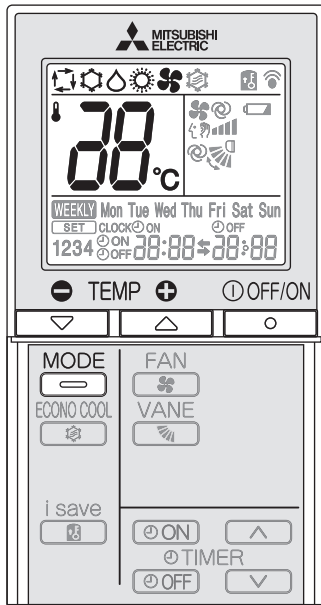 MITSUBISHI
ELECTRIC
88°C
WEEKLY Mon Tue Wed Thu Fri Sat Sun
SET CLOCK ON OFF
1234 ON OFF 88:88 88:88
TEMP OFF/ON
MODE FAN
ECONO COOL VANE
i save
ON
TIMER
OFF